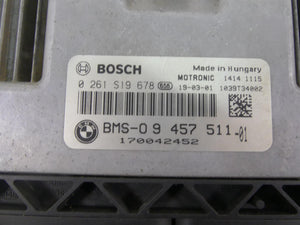 BOSCH
Made in Hungary
MOTRONIC 1414 1115
0 261 S19 678
19-03-01 1039T34002
BMS-O 9 457 511-01
170042452